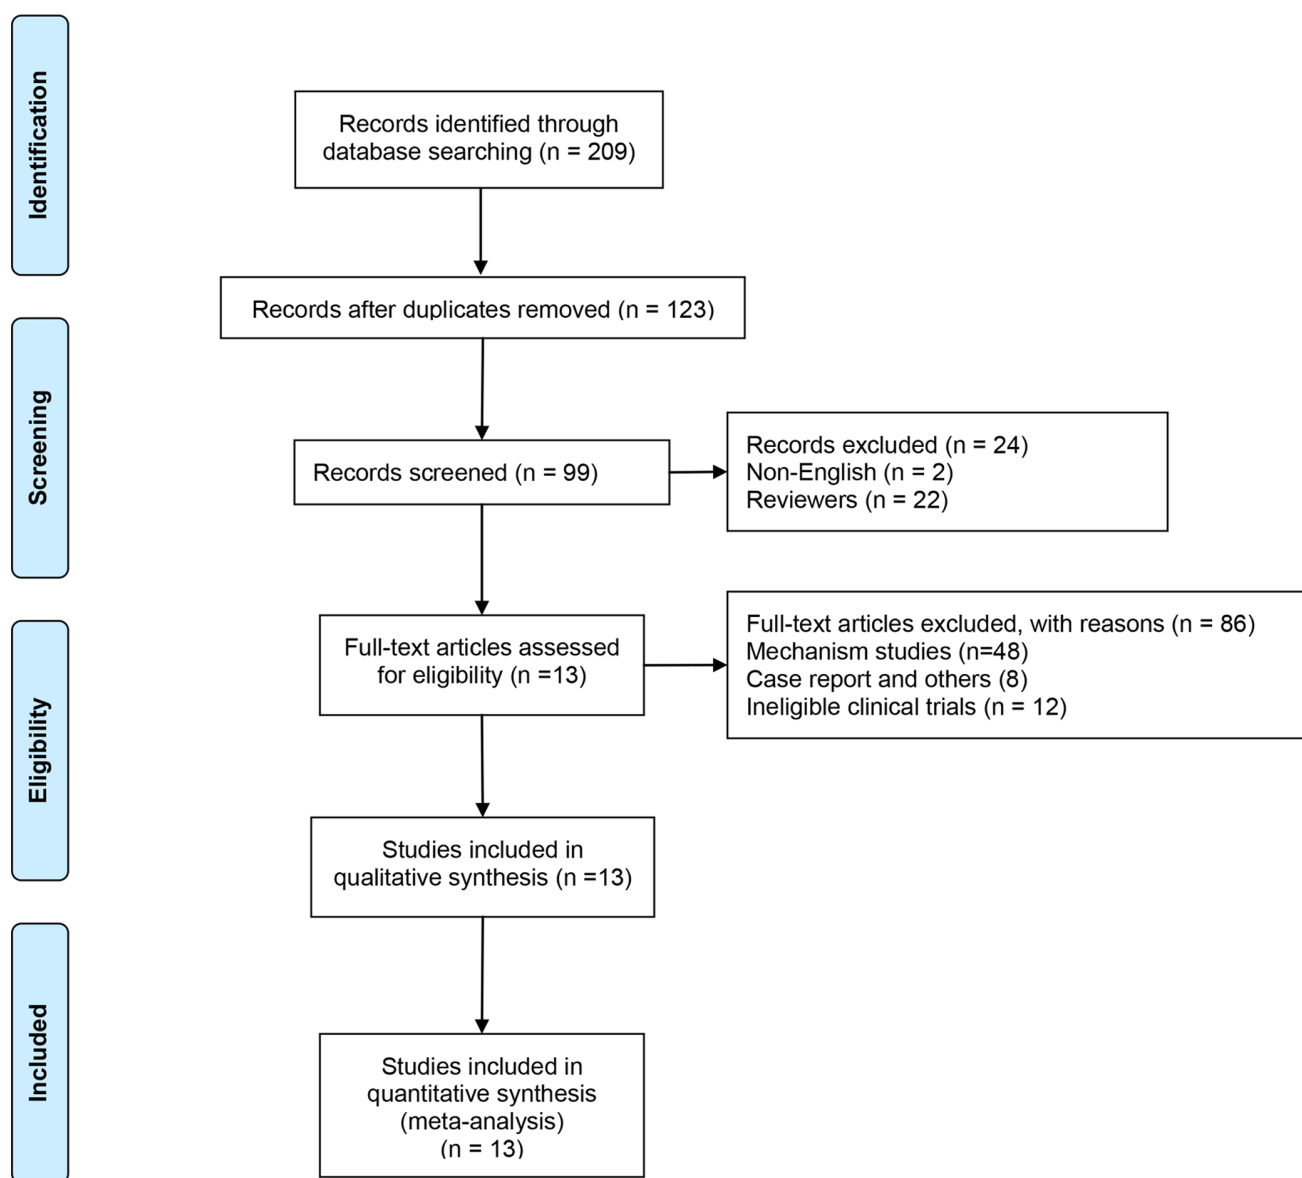 Identification
Records identified through
database searching (n = 209)
Records after duplicates removed (n = 123)
Screening
Records screened (n = 99)
Records excluded (n = 24)
Non-English (n = 2)
Reviewers (n = 22)
Eligibility
Full-text articles assessed
for eligibility (n =13)
Full-text articles excluded, with reasons (n = 86)
Mechanism studies (n=48)
Case report and others (8)
Ineligible clinical trials (n = 12)
Studies included in
qualitative synthesis (n =13)
Included
Studies included in
quantitative synthesis
(meta-analysis)
(n = 13)